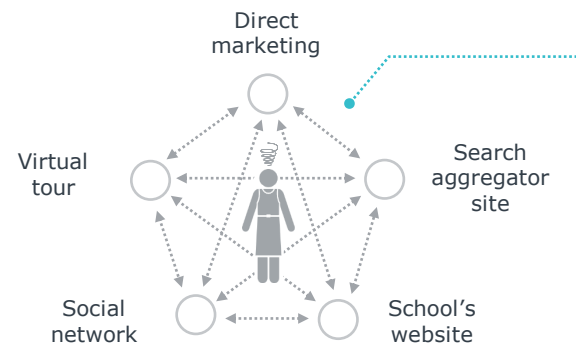 Direct
marketing
Virtual
tour
Search
aggregator
site
Social
network
School’s
website